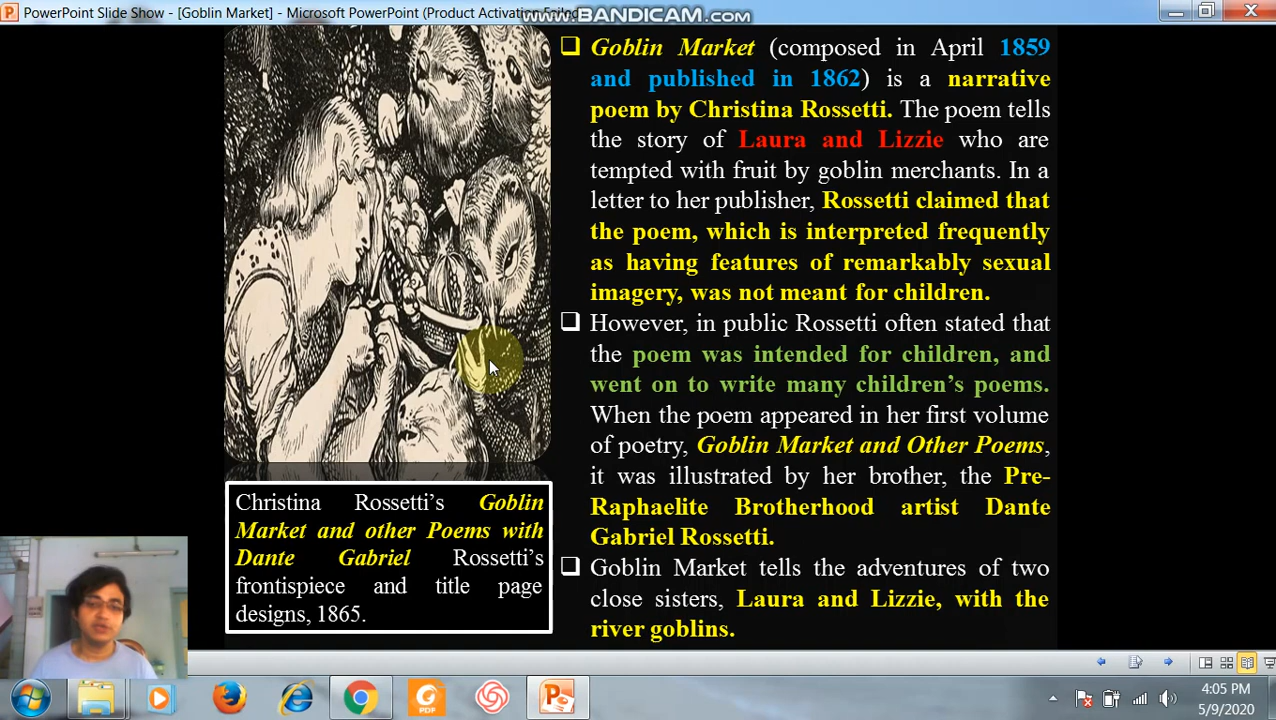 PowerPoint Slide Show - [Goblin Market] - Microsoft PowerPoint (Product Activation
www.BANDICAM.com
Goblin Market (composed in April 1859
and published in 1862) is a narrative
poem by Christina Rossetti. The poem tells
the story of Laura and Lizzie who are
tempted with fruit by goblin merchants. In a
letter to her publisher, Rossetti claimed that
the poem, which is interpreted frequently
as having features of remarkably sexual
imagery, was not meant for children.
However, in public Rossetti often stated that
the poem was intended for children, and
went on to write many children’s poems.
When the poem appeared in her first volume
of poetry, Goblin Market and Other Poems,
it was illustrated by her brother, the Pre-
Raphaelite Brotherhood artist Dante
Gabriel Rossetti.
Goblin Market tells the adventures of two
close sisters, Laura and Lizzie, with the
river goblins.
Christina Rossetti’s Goblin
Market and other Poems with
Dante Gabriel Rossetti’s
frontispiece and title page
designs, 1865.
PDF
4:05 PM
5/9/2020